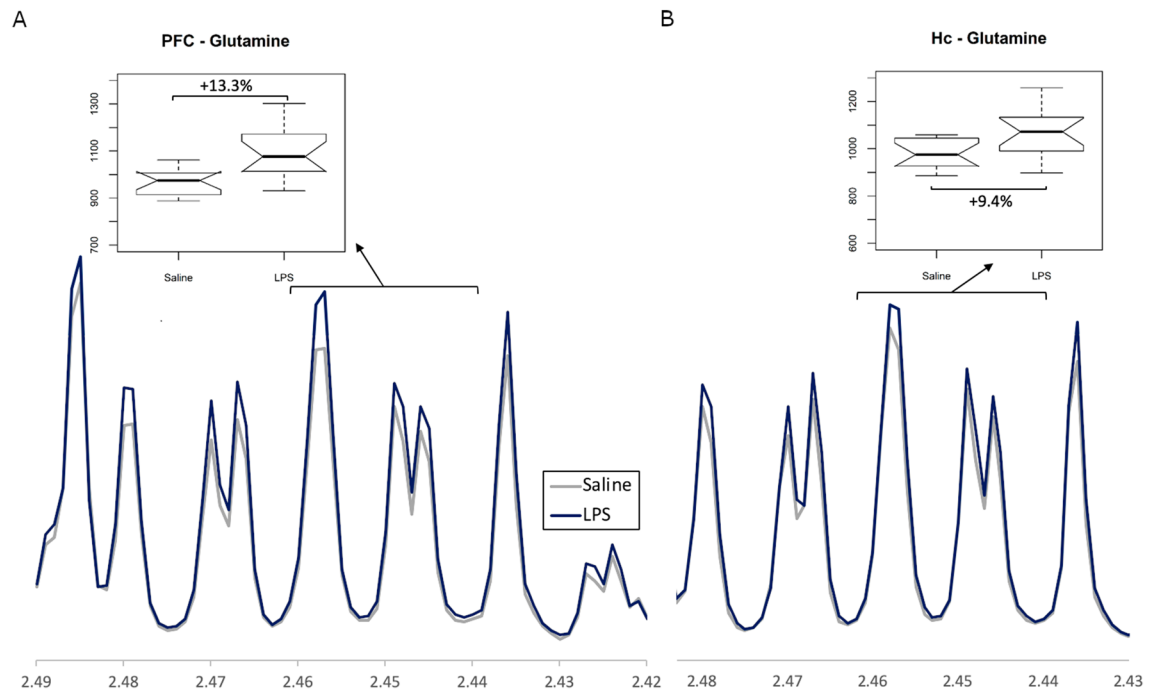 A
B
PFC - Glutamine
Hc - Glutamine
+13.3%
1300
1100
900
700
Saline
LPS
1200
1000
800
600
+9.4%
Saline
LPS
Saline
LPS
2.49
2.48
2.47
2.46
2.45
2.44
2.43
2.42
2.48
2.47
2.46
2.45
2.44
2.43